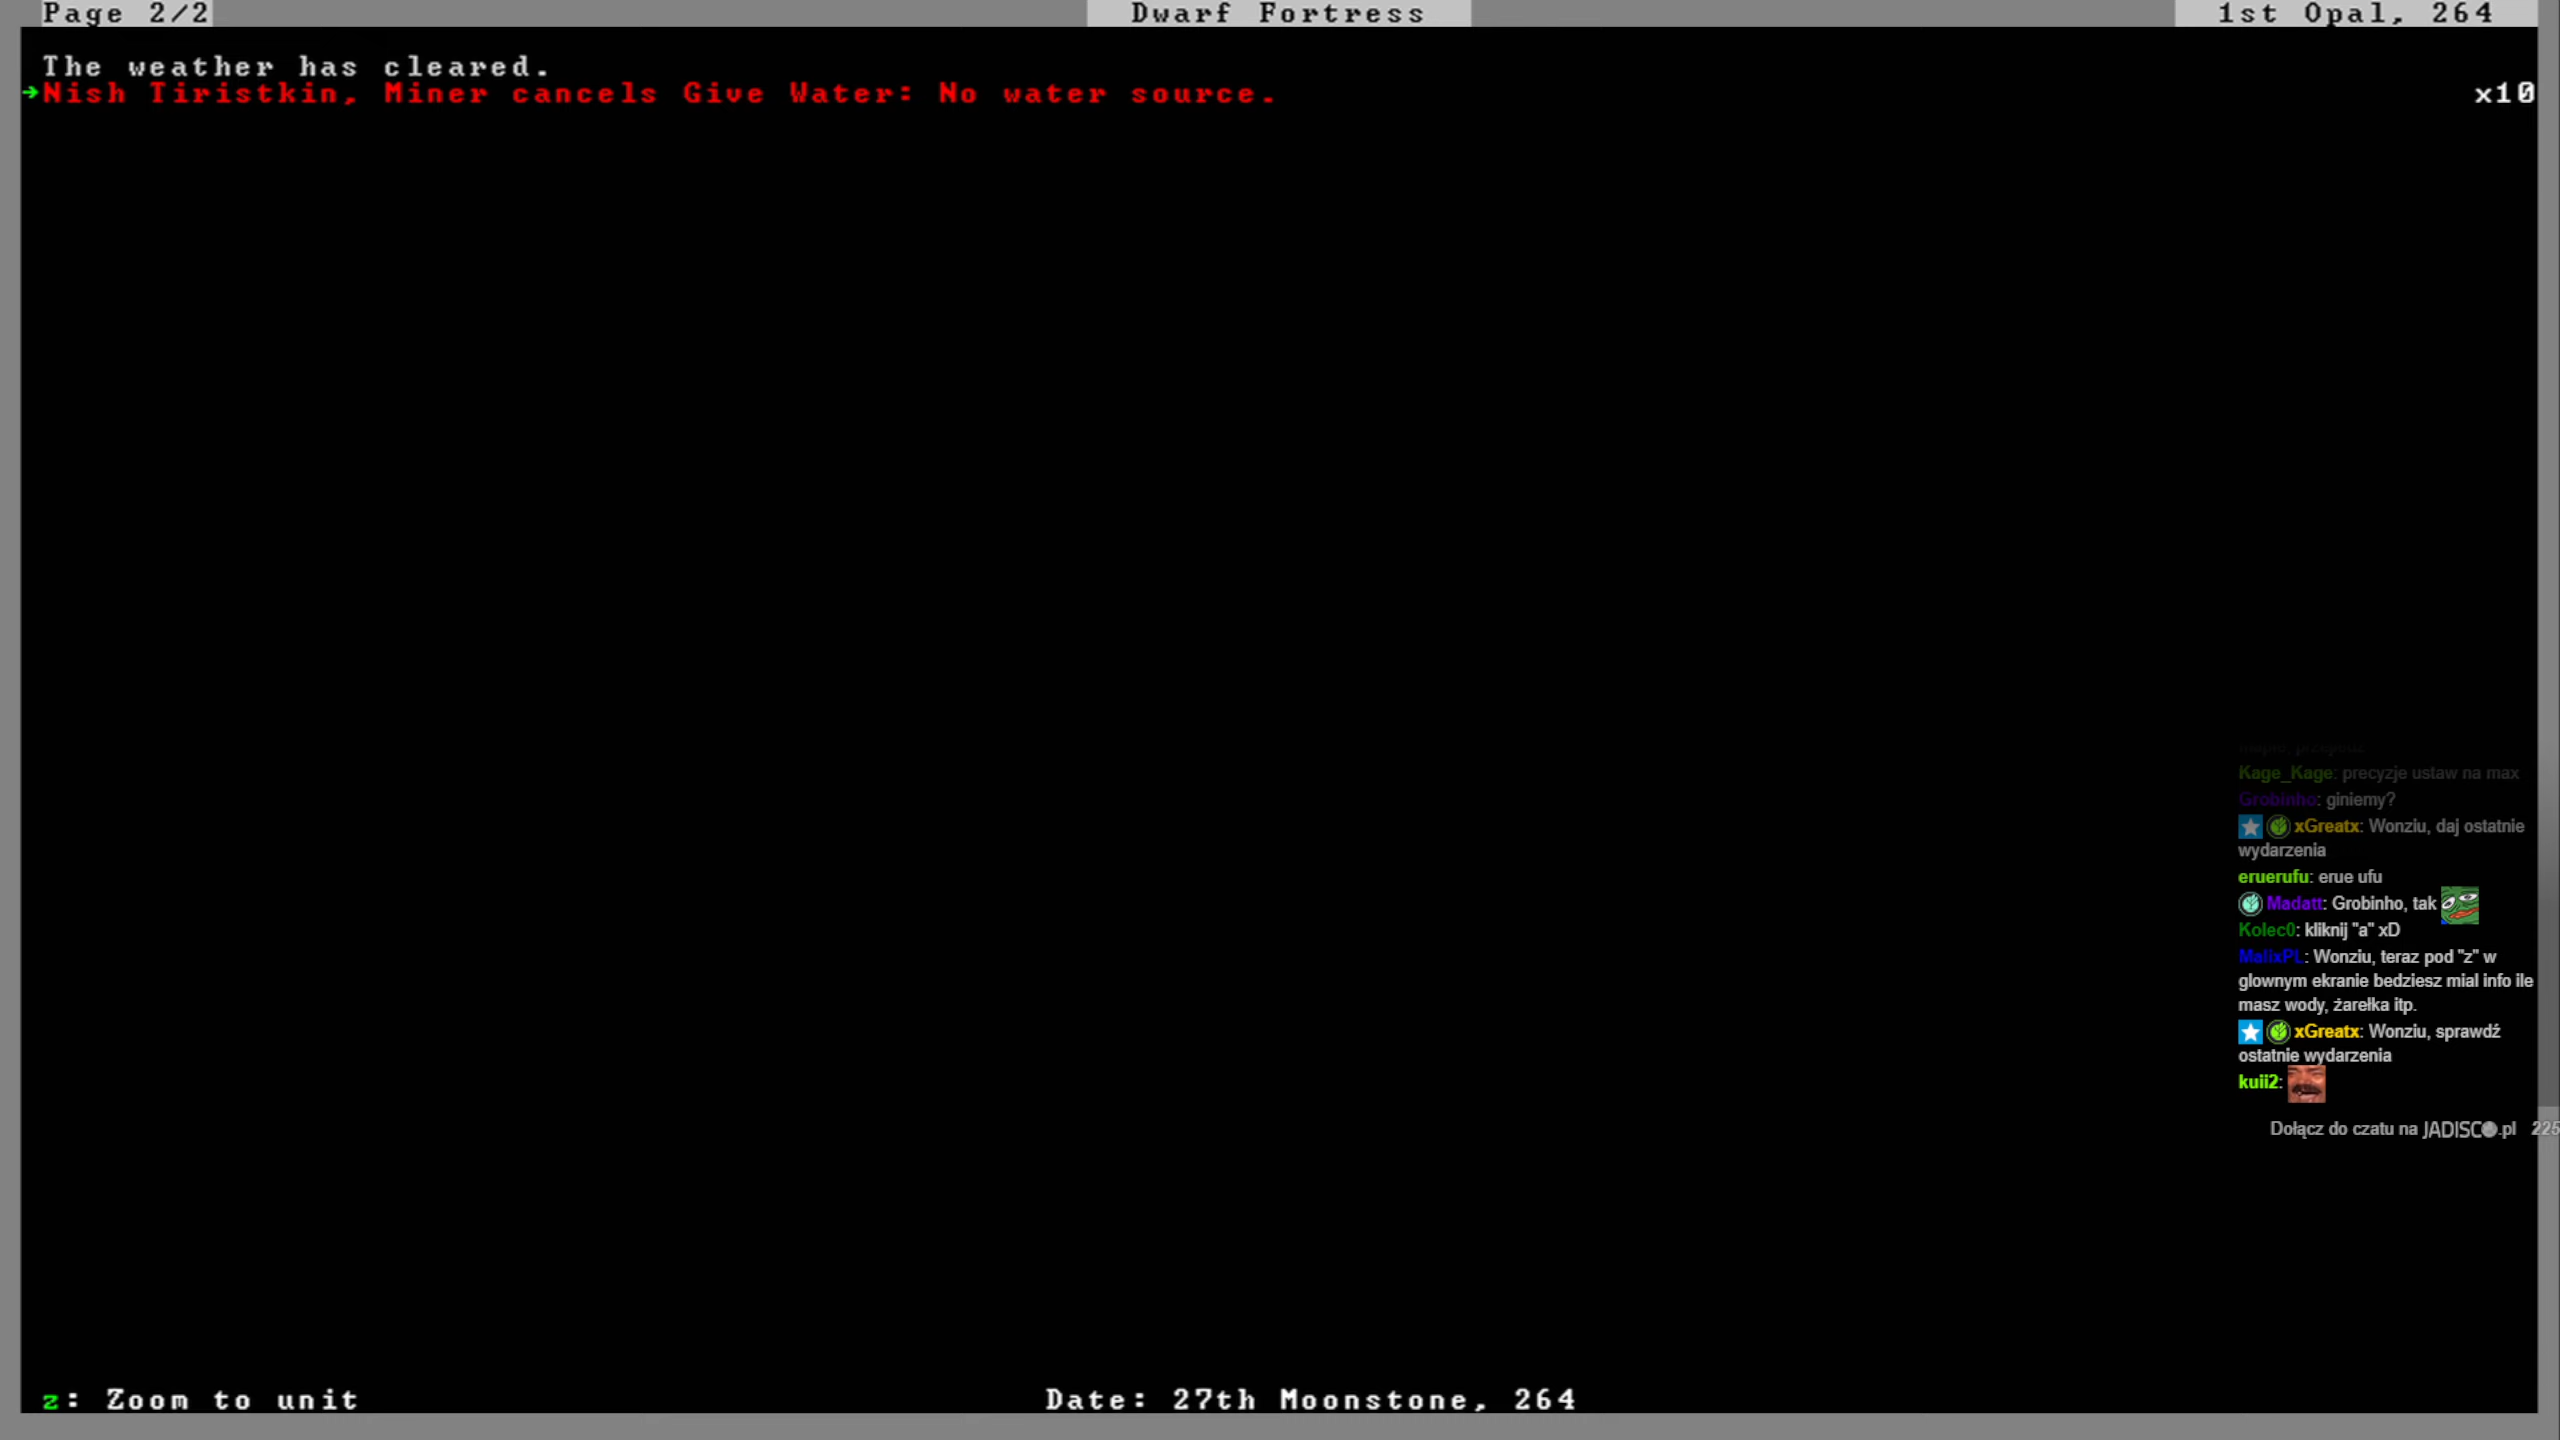 Page 2/2
Dwarf Fortress
1st Opal, 264
The weather has cleared.
Nish Tiristkin, Miner cancels Give Water: No water source.
x10
Kage_Kage: precyzje ustaw na max
Grobinho: giniemy?
xGreatx: Wonziu, daj ostatnie
wydarzenia
eruerufu: erue ufu
Madatt: Grobinho, tak
Kolec0: kliknij "a" xD
MalixPL: Wonziu, teraz pod "z" w
glownym ekranie bedziesz mial info ile
masz wody, żarełka itp.
xGreatx: Wonziu, sprawdź
ostatnie wydarzenia
kuii2:
Dołącz do czatu na JADISCO.pl 225
z: Zoom to unit
Date: 27th Moonstone, 264